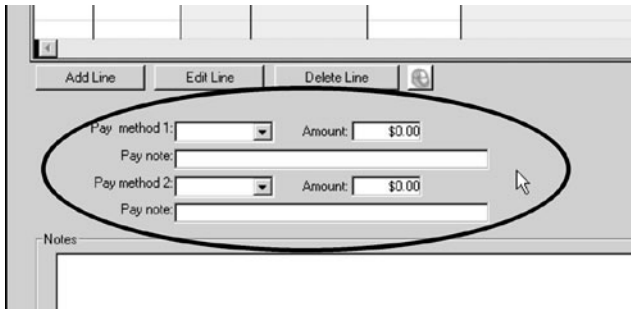 Add Line Edit Line Delete Line
Pay method 1: Amount: $0.00
Pay note:
Pay method 2: Amount: $0.00
Pay note:
Notes